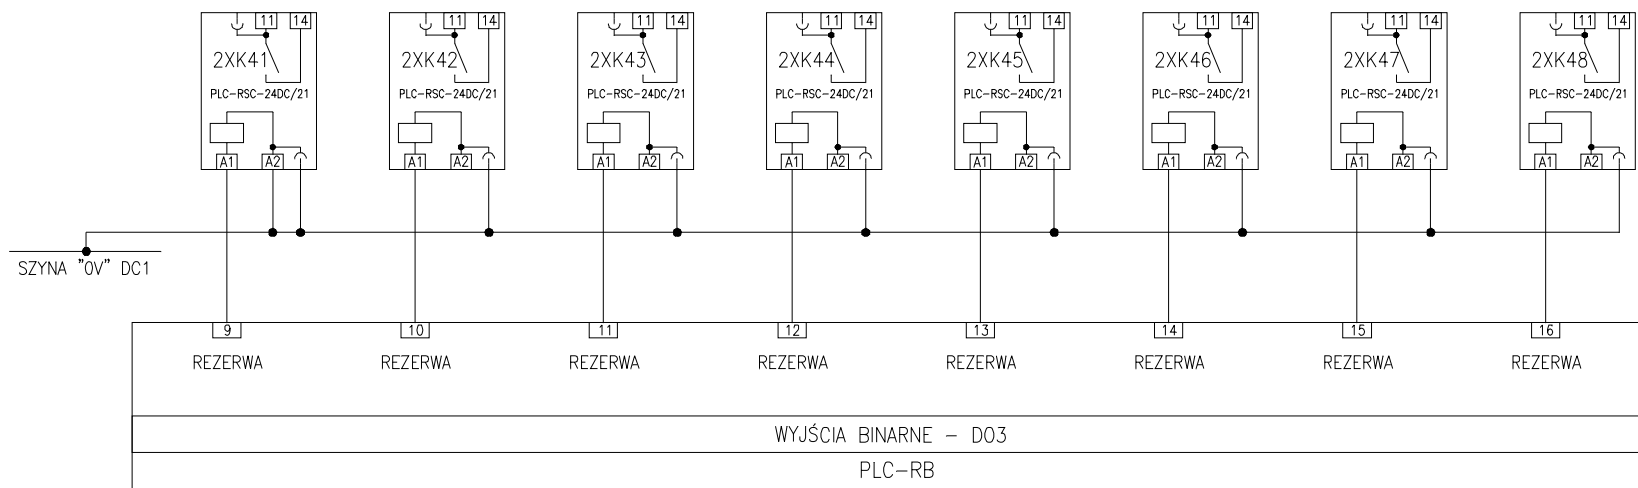 11 14 11 14 11 14 11 14 11 14 11 14 11 14 11 14
2XK41 2XK42 2XK43 2XK44 2XK45 2XK46 2XK47 2XK48
PLC-RSC-24DC/21 PLC-RSC-24DC/21 PLC-RSC-24DC/21 PLC-RSC-24DC/21 PLC-RSC-24DC/21 PLC-RSC-24DC/21 PLC-RSC-24DC/21 PLC-RSC-24DC/21
A1 A2 A1 A2 A1 A2 A1 A2 A1 A2 A1 A2 A1 A2 A1 A2
SZYNA "0V" DC1
9 10 11 12 13 14 15 16
REZERWA REZERWA REZERWA REZERWA REZERWA REZERWA REZERWA REZERWA
WYJŚCIA BINARNE - DO3
PLC-RB